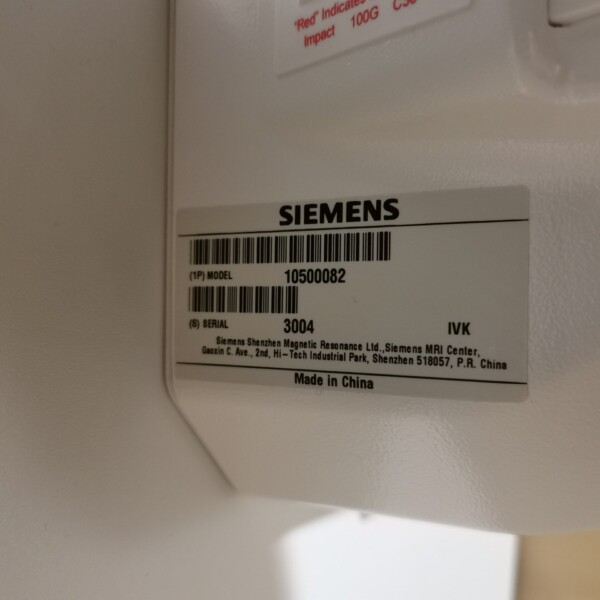 "Red" Indicates
Impact 100G
SIEMENS
(1P) MODEL 10500082
(S) SERIAL 3004 IVK
Siemens Shenzhen Magnetic Resonance Ltd.,Siemens MRI Center,
Gaoxin C. Ave., 2nd, Hi-Tech Industrial Park, Shenzhen 518057, P.R. China
Made in China